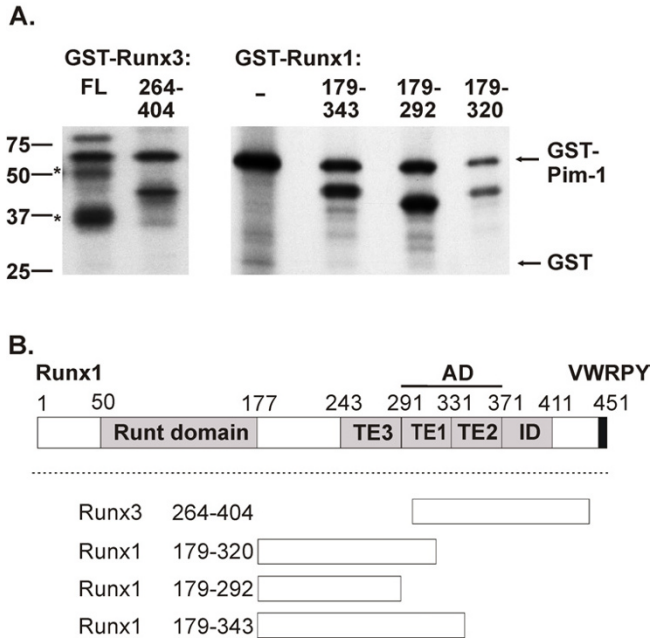 A.
GST-Runx3: GST-Runx1:
FL 264-404 – 179-343 179-292 179-320
75
50 *
37 *
25
GST-Pim-1
GST
B.
Runx1 AD VWRPY
1 50 177 243 291 331 371 411 451
Runt domain TE3 TE1 TE2 ID
Runx3 264-404
Runx1 179-320
Runx1 179-292
Runx1 179-343